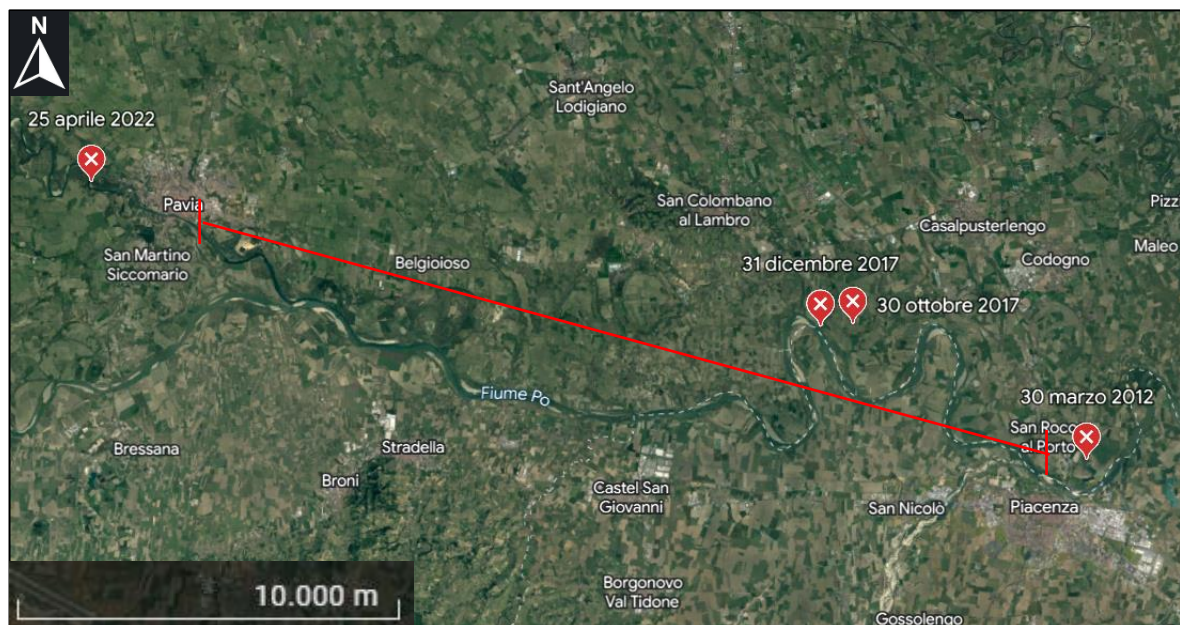 N
Sant'Angelo
Lodigiano
25 aprile 2022
Pavia
San Colombano
al Lambro
Pizz
Casalpusterlengo
Maleo
San Martino
Siccomario
Belgioioso
31 dicembre 2017
Codogno
30 ottobre 2017
Fiume Po
30 marzo 2012
San Rocco
al Porto
Bressana
Stradella
Broni
Castel San
Giovanni
San Nicolò
Piacenza
Borgonovo
Val Tidone
10.000 m
Gossolengo